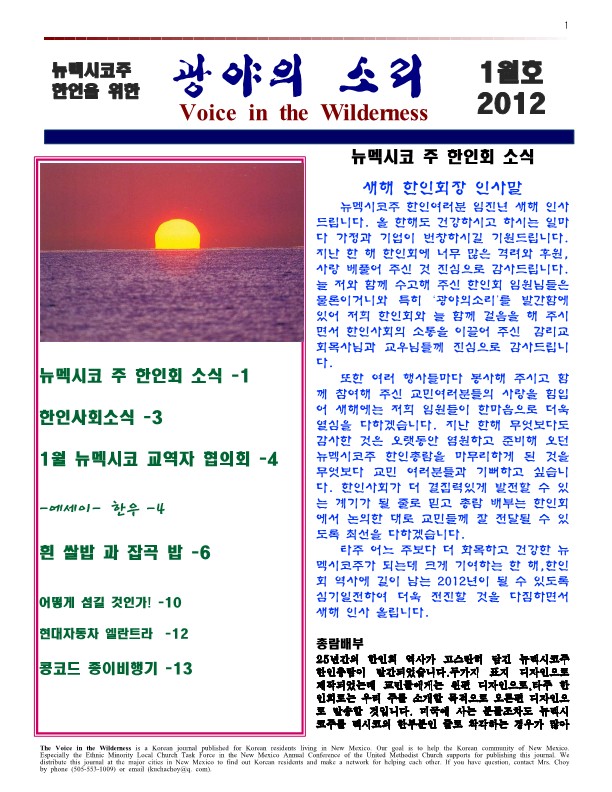 1
뉴멕시코주
한인을 위한
광야의 소리
Voice in the Wilderness
1월호
2012
뉴멕시코 주 한인회 소식 -1
한인사회소식 -3
1월 뉴멕시코 교역자 협의회 -4
-에세이- 한우 -4
흰 쌀밥 과 잡곡 밥 -6
어떻게 섬길 것인가! -10
현대자동차 엘란트라 -12
콩코드 종이비행기 -13
뉴멕시코 주 한인회 소식
새해 한인회장 인사말
뉴멕시코주 한인여러분 임진년 새해 인사
드립니다. 올 한해도 건강하시고 하시는 일마
다 가정과 기업이 번창하시길 기원드립니다.
지난 한 해 한인회에 너무 많은 격려와 후원,
사랑 베풀어 주신 것 진심으로 감사드립니다.
늘 저와 함께 수고해 주신 한인회 임원님들은
물론이거니와 특히 '광야의소리'를 발간함에
있어 저희 한인회와 늘 함께 걸음을 해 주시
면서 한인사회의 소통을 이끌어 주신 감리교
회목사님과 교우님들께 진심으로 감사드립니
다.
또한 여러 행사들마다 봉사해 주시고 함
께 참여해 주신 교민여러분들의 사랑을 힘입
어 새해에는 저희 임원들이 한마음으로 더욱
열심을 다하겠습니다. 지난 한해 무엇보다도
감사한 것은 오랫동안 염원하고 준비해 오던
뉴멕시코주 한인총람을 마무리하게 된 것을
무엇보다 교민 여러분들과 기뻐하고 싶습니
다. 한인사회가 더 결집력있게 발전할 수 있
는 계기가 될 줄로 믿고 총람 배부는 한인회
에서 논의한 대로 교민들께 잘 전달될 수 있
도록 최선을 다하겠습니다.
타주 어느 주보다 더 화목하고 건강한 뉴
멕시코주가 되는데 크게 기여하는 한 해,한인
회 역사에 길이 남는 2012년이 될 수 있도록
심기일전하여 더욱 전진할 것을 다짐하면서
새해 인사 올립니다.
총람배부
25년간의 한인회 역사가 고스란히 담긴 뉴멕시코주
한인총람이 발간되었습니다.두가지 표지 디자인으로
제작되었는데 교민들에게는 왼편 디자인으로,타주 한
인회로는 우리 주를 소개할 목적으로 오른편 디자인으
로 발송할 것입니다. 미국에 사는 분들조차도 뉴멕시
코주를 멕시코의 한부분인 줄로 착각하는 경우가 많아
The Voice in the Wilderness is a Korean journal published for Korean residents living in New Mexico. Our goal is to help the Korean community of New Mexico.
Especially the Ethnic Minority Local Church Task Force in the New Mexico Annual Conference of the United Methodist Church supports for publishing this journal. We
distribute this journal at the major cities in New Mexico to find out Korean residents and make a network for helping each other. If you have question, contact Mrs. Choy
by phone (505-553-1009) or email (kuchachoy@q. com).